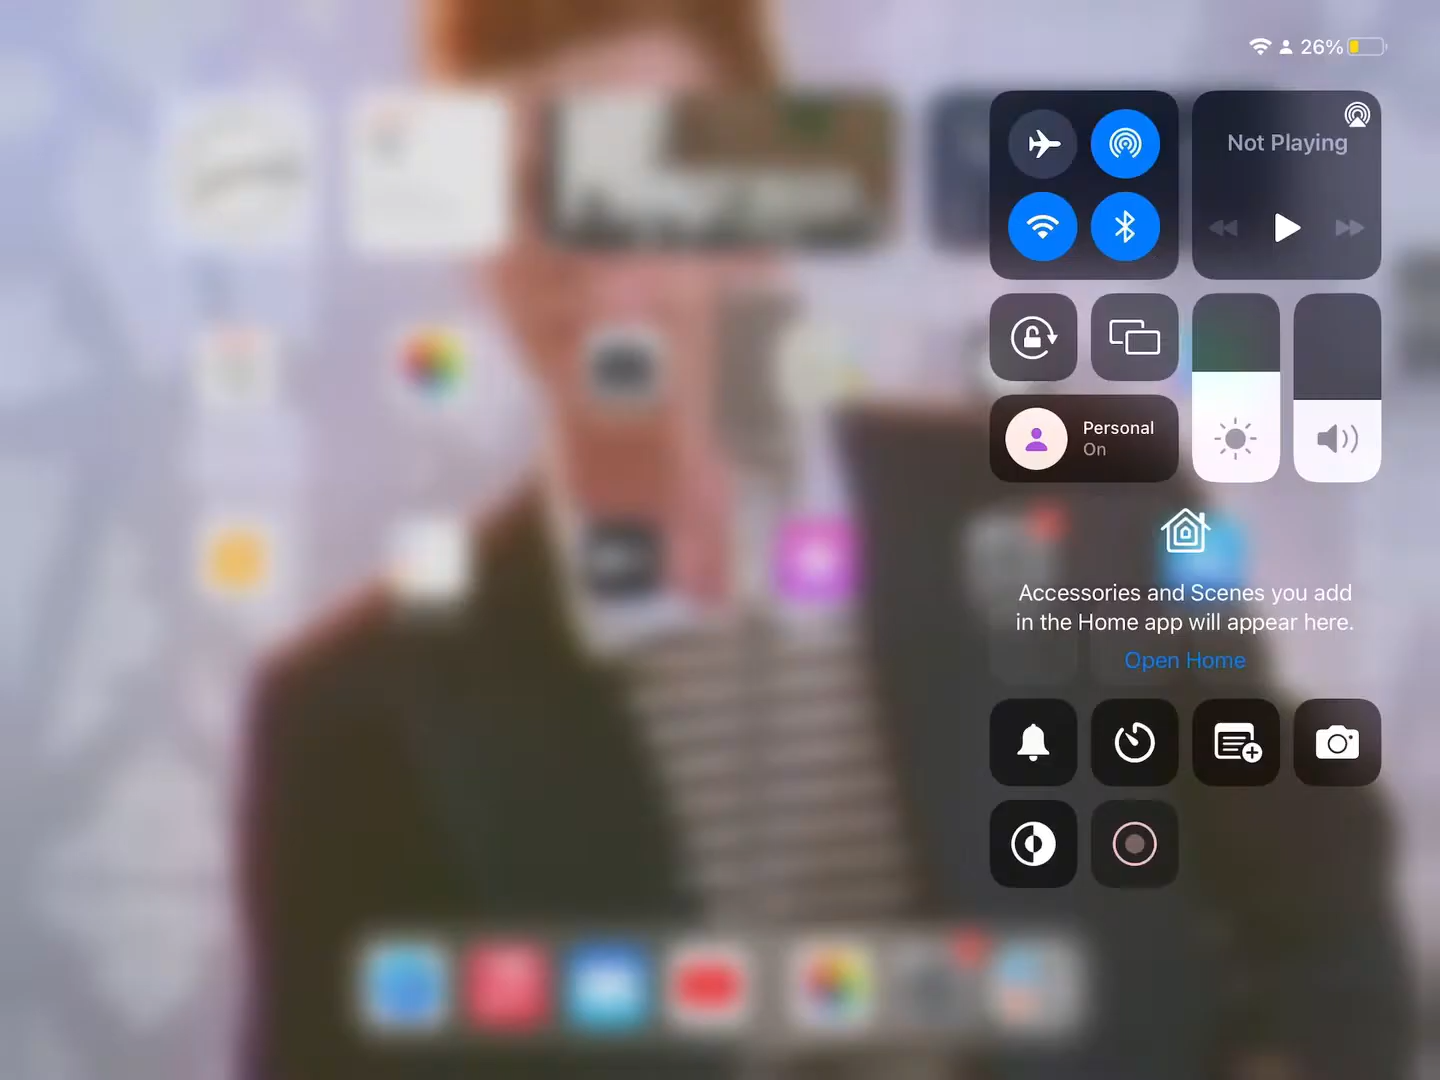 26%
Not Playing
Personal
On
Accessories and Scenes you add
in the Home app will appear here.
Open Home